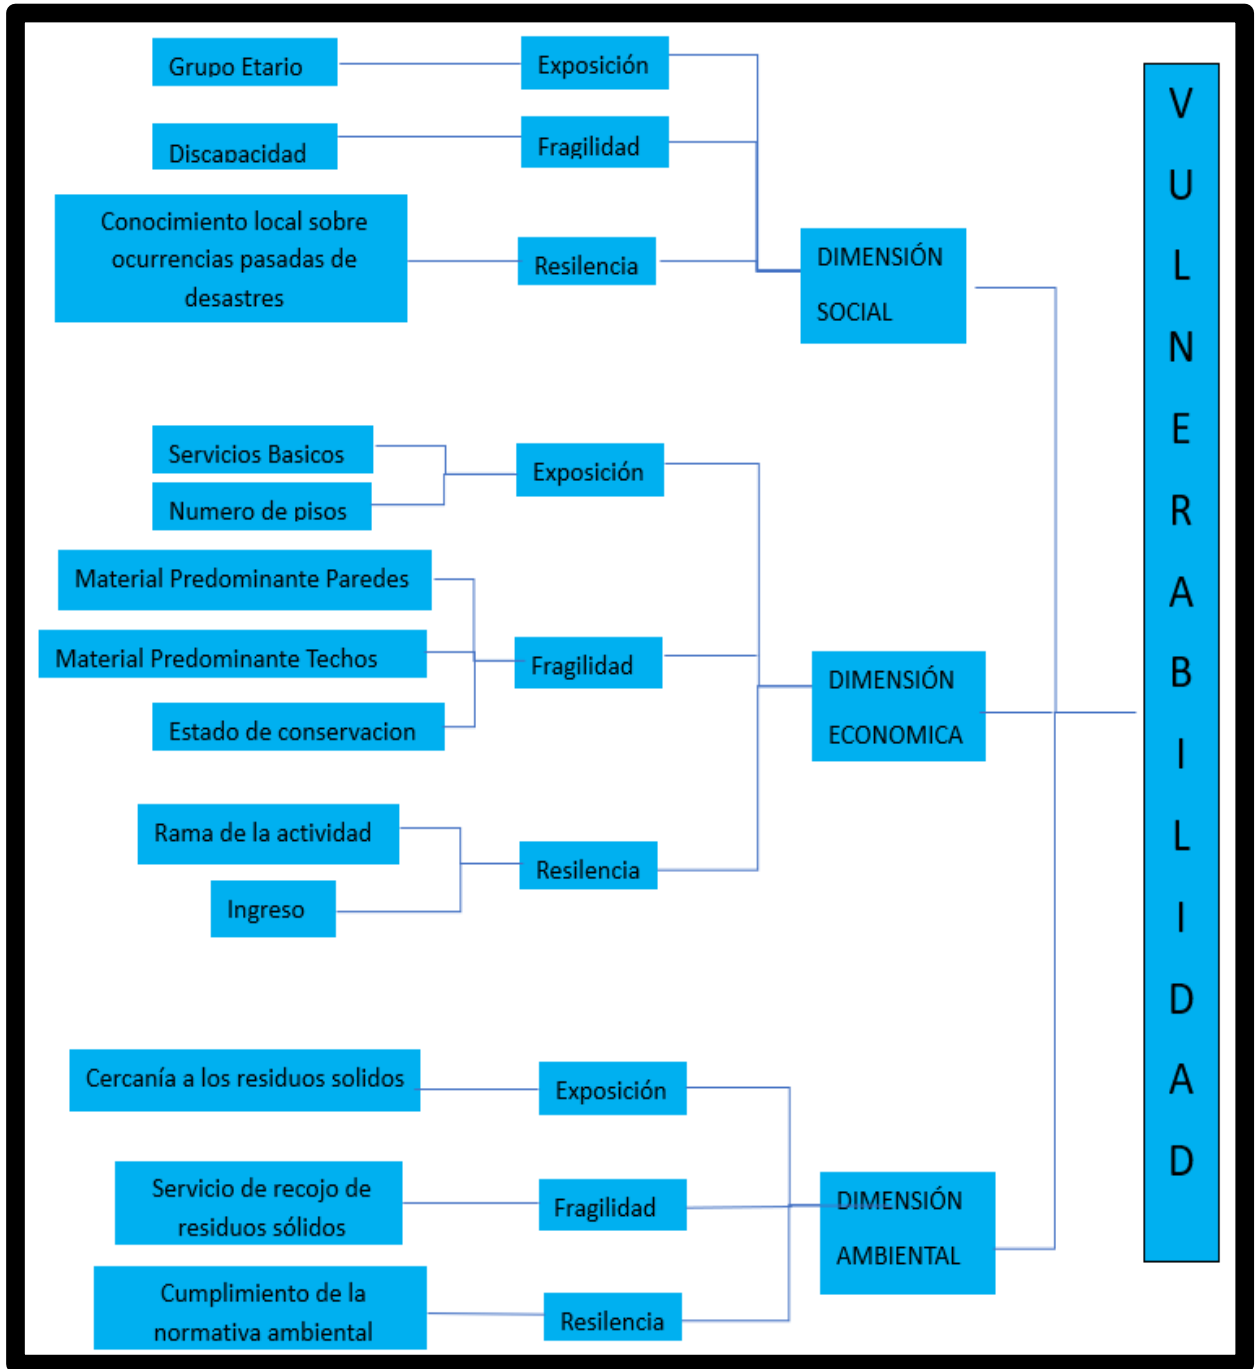 Grupo Etario
Exposición
Discapacidad
Fragilidad
Conocimiento local sobre
ocurrencias pasadas de
desastres
Resilencia
DIMENSIÓN
SOCIAL
Servicios Basicos
Numero de pisos
Exposición
Material Predominante Paredes
Material Predominante Techos
Estado de conservacion
Fragilidad
Rama de la actividad
Ingreso
Resilencia
DIMENSIÓN
ECONOMICA
Cercanía a los residuos solidos
Exposición
Servicio de recojo de
residuos sólidos
Fragilidad
Cumplimiento de la
normativa ambiental
Resilencia
DIMENSIÓN
AMBIENTAL
V
U
L
N
E
R
A
B
I
L
I
D
A
D